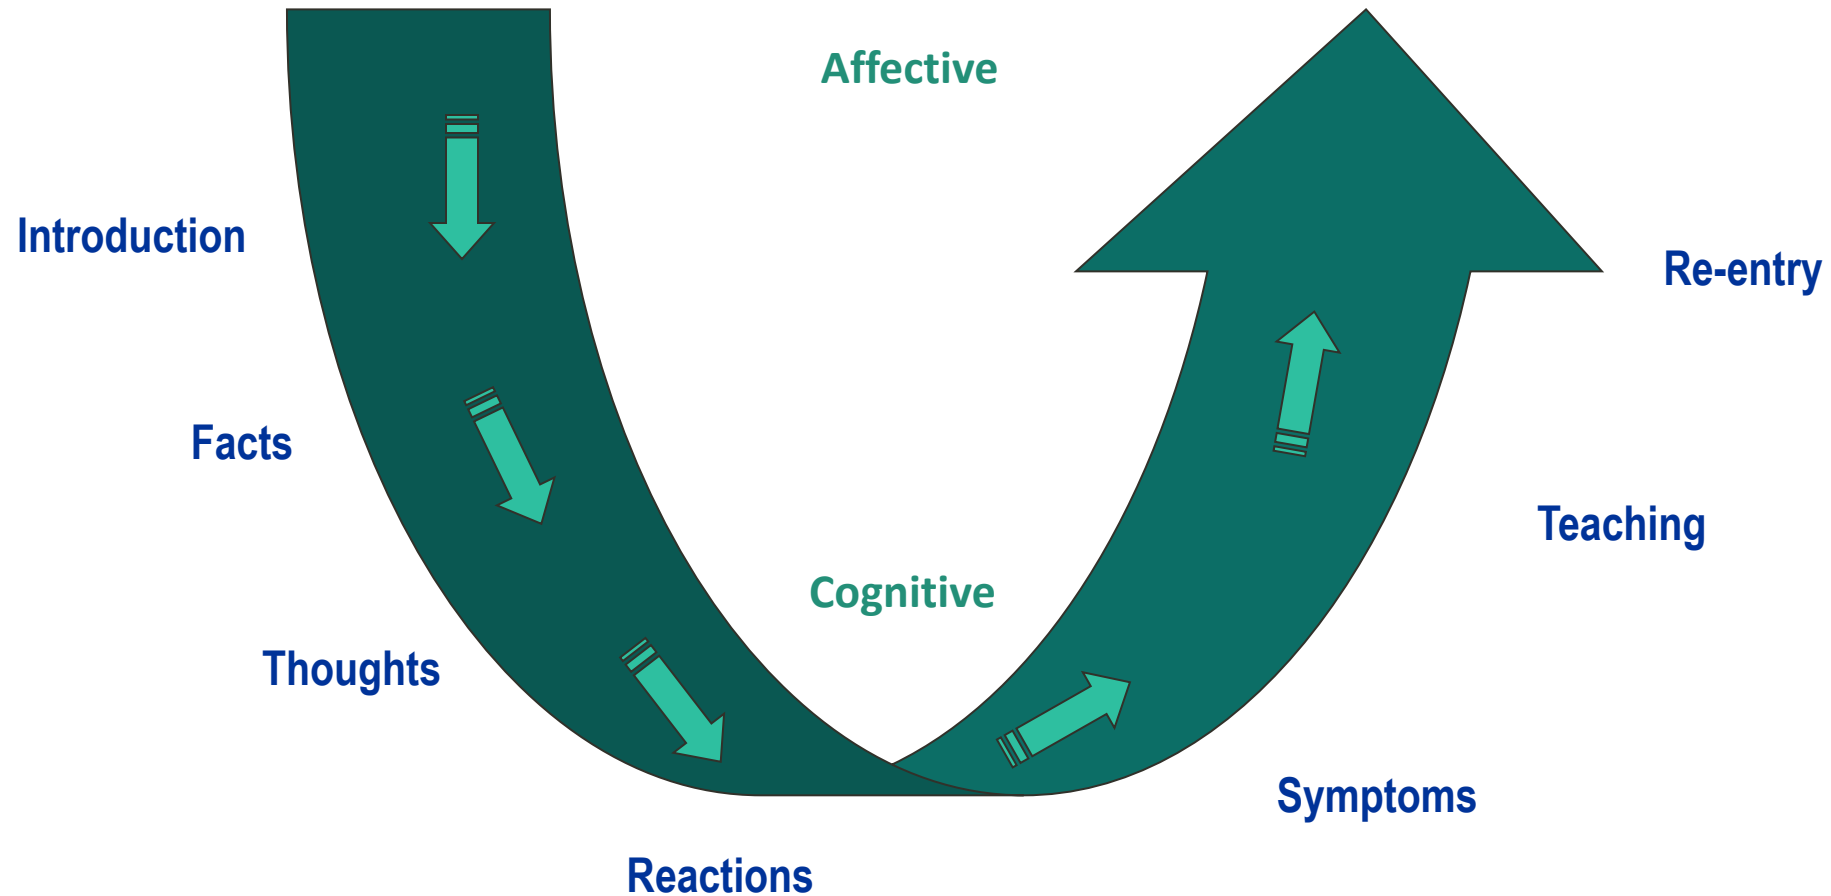 Affective
Introduction
Re-entry
Facts
Teaching
Cognitive
Thoughts
Symptoms
Reactions